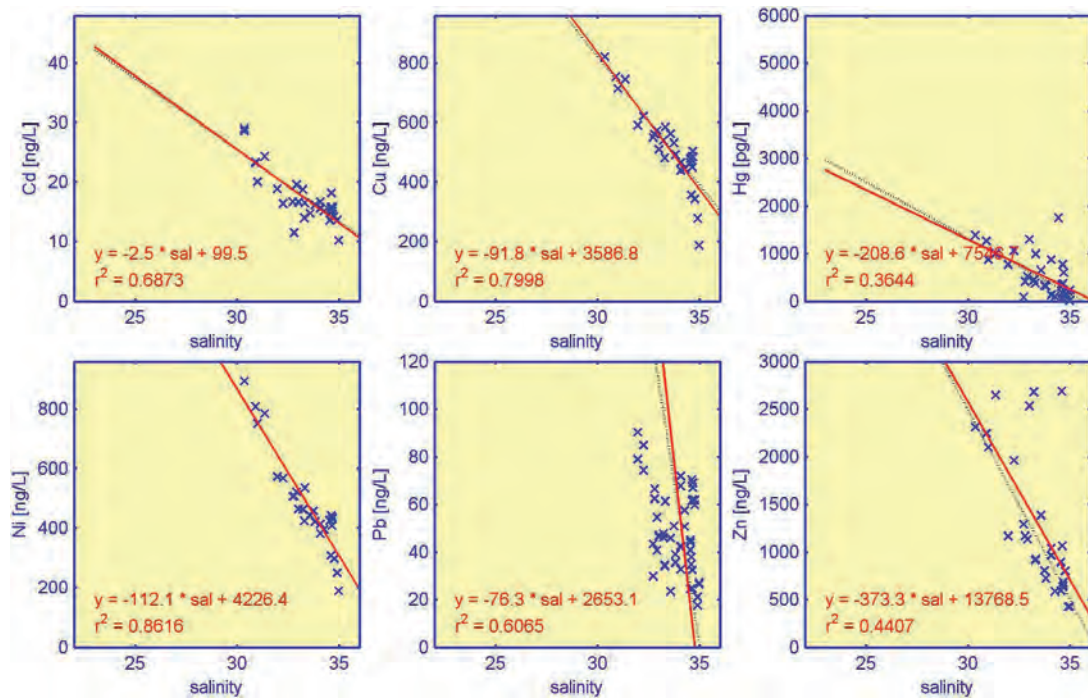 Cd [ng/L]
40
30
20
10
0
y = -2.5 * sal + 99.5
r² = 0.6873
25 30 35
salinity
Cu [ng/L]
800
600
400
200
0
y = -91.8 * sal + 3586.8
r² = 0.7998
25 30 35
salinity
Hg [pg/L]
6000
5000
4000
3000
2000
1000
0
y = -208.6 * sal +
r² = 0.3644
25 30 35
salinity
Ni [ng/L]
800
600
400
200
0
y = -112.1 * sal + 4226.4
r² = 0.8616
25 30 35
salinity
Pb [ng/L]
120
100
80
60
40
20
0
y = -76.3 * sal + 2653.1
r² = 0.6065
25 30 35
salinity
Zn [ng/L]
3000
2500
2000
1500
1000
500
0
y = -373.3 * sal + 13768.5
r² = 0.4407
25 30 35
salinity